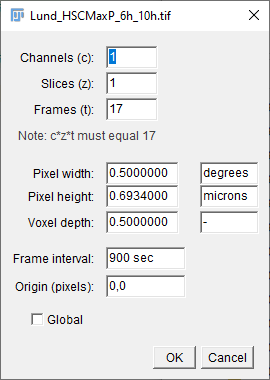 Lund_HSCMaxP_6h_10h.tif
Channels (c): 1
Slices (z): 1
Frames (t): 17
Note: c*z*t must equal 17
Pixel width: 0.5000000 degrees
Pixel height: 0.6934000 microns
Voxel depth: 0.5000000 -
Frame interval: 900 sec
Origin (pixels): 0,0
Global
OK Cancel